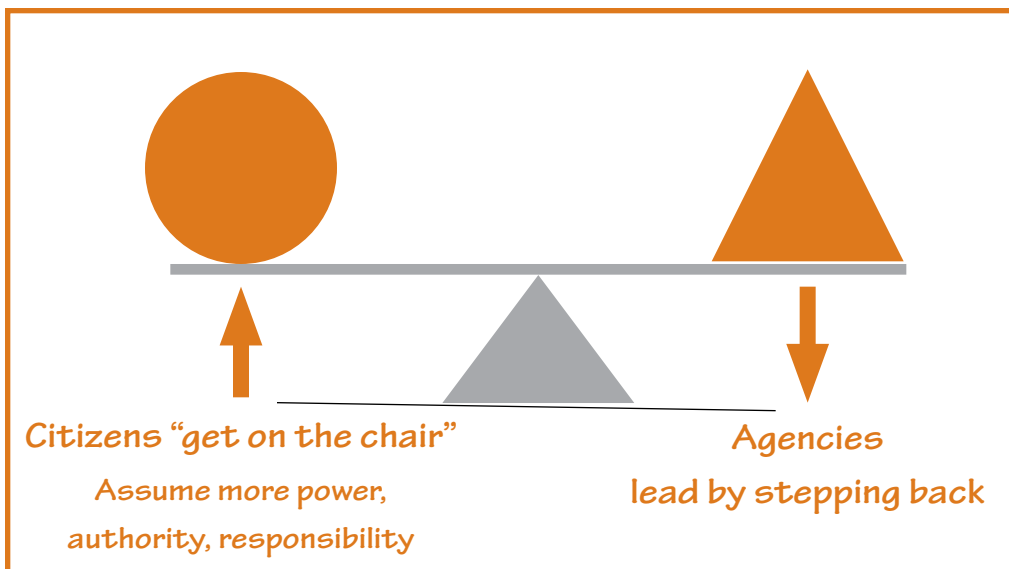 Citizens “get on the chair”
Assume more power,
authority, responsibility
Agencies
lead by stepping back